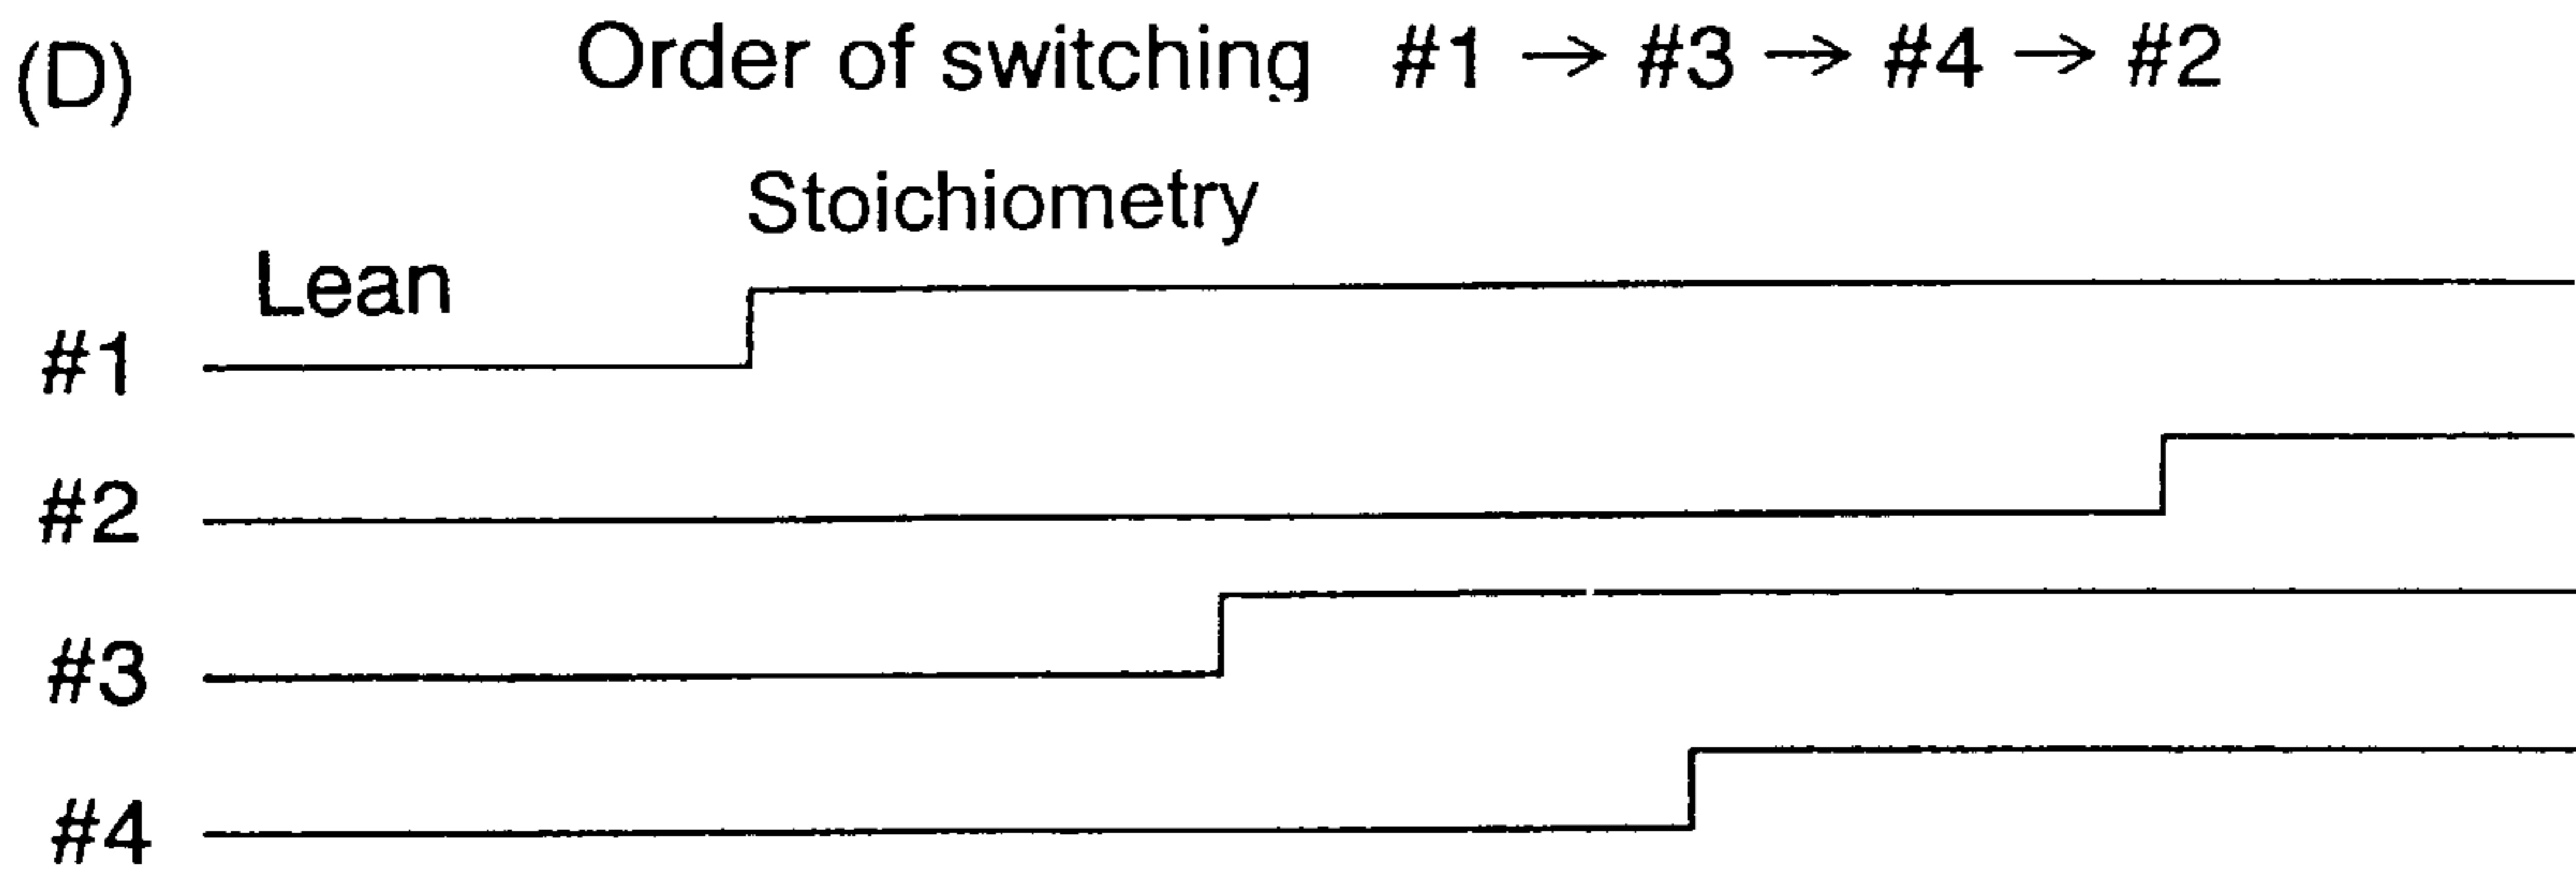 (D) Order of switching #1 → #3 → #4 → #2
Stoichiometry
Lean
#1
#2
#3
#4